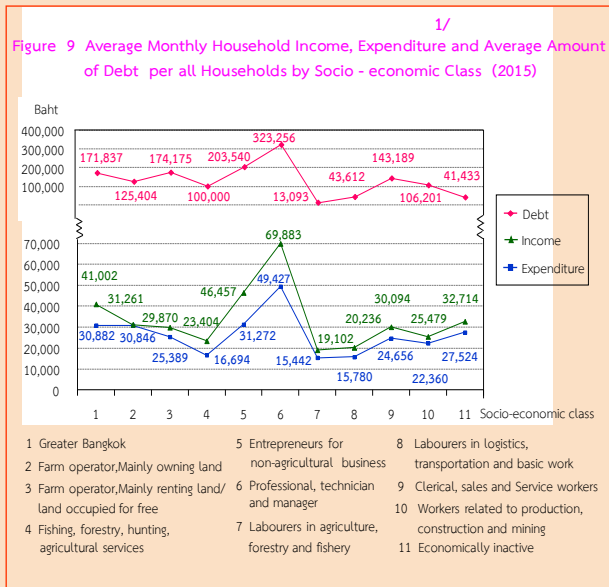 1/
Figure 9 Average Monthly Household Income, Expenditure and Average Amount
of Debt per all Households by Socio - economic Class (2015)
Baht
400,000
300,000
200,000
100,000
70,000
60,000
50,000
40,000
30,000
20,000
10,000
0
171,837
125,404
174,175
100,000
203,540
323,256
13,093
43,612
143,189
106,201
41,433
41,002
31,261
29,870
23,404
46,457
69,883
19,102
20,236
30,094
25,479
32,714
30,882
30,846
25,389
16,694
31,272
49,427
15,442
15,780
24,656
22,360
27,524
Debt
Income
Expenditure
1 2 3 4 5 6 7 8 9 10 11 Socio-economic class
1 Greater Bangkok
2 Farm operator,Mainly owning land
3 Farm operator,Mainly renting land/
land occupied for free
4 Fishing, forestry, hunting,
agricultural services
5 Entrepreneurs for
non-agricultural business
6 Professional, technician
and manager
7 Labourers in agriculture,
forestry and fishery
8 Labourers in logistics,
transportation and basic work
9 Clerical, sales and Service workers
10 Workers related to production,
construction and mining
11 Economically inactive